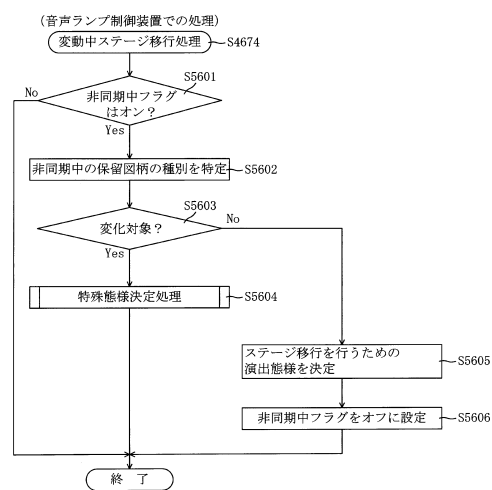 （音声ランプ制御装置での処理）
変動中ステージ移行処理
S4674
S5601
非同期中フラグ
はオン？
No
Yes
非同期中の保留図柄の種別を特定
S5602
S5603
変化対象？
No
Yes
特殊態様決定処理
S5604
ステージ移行を行うための
演出態様を決定
S5605
非同期中フラグをオフに設定
S5606
終 了